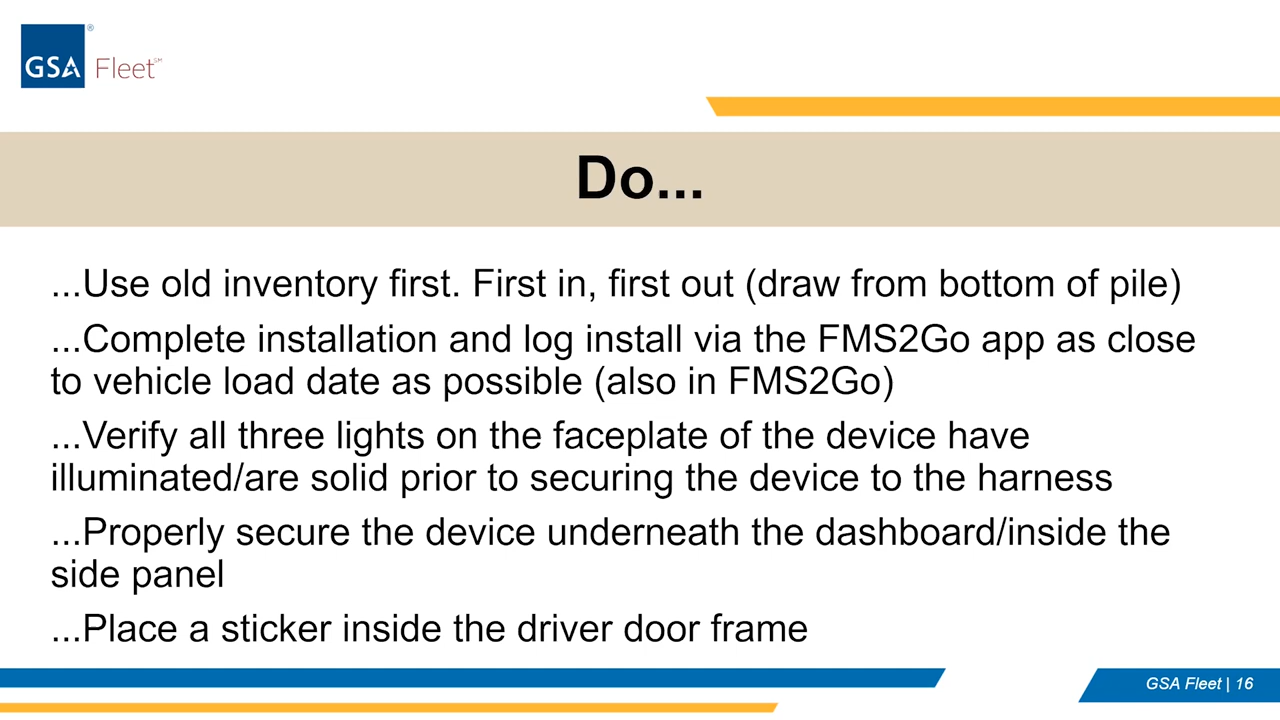 GSA Fleet℠
®
Do...
...Use old inventory first. First in, first out (draw from bottom of pile)
...Complete installation and log install via the FMS2Go app as close
to vehicle load date as possible (also in FMS2Go)
...Verify all three lights on the faceplate of the device have
illuminated/are solid prior to securing the device to the harness
...Properly secure the device underneath the dashboard/inside the
side panel
...Place a sticker inside the driver door frame
GSA Fleet | 16